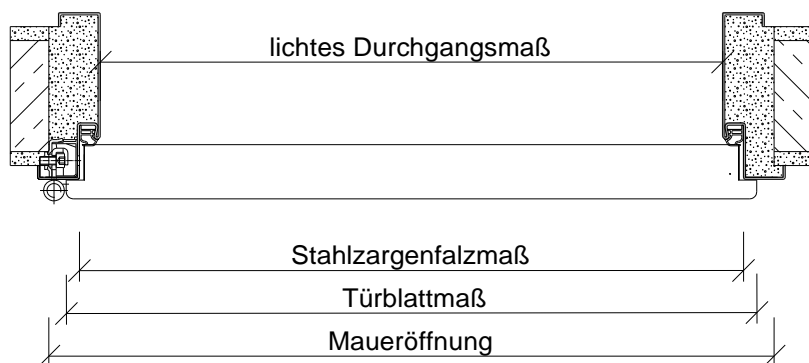 lichtes Durchgangsmaß
Stahlzargenfalzmaß
Türblattmaß
Maueröffnung